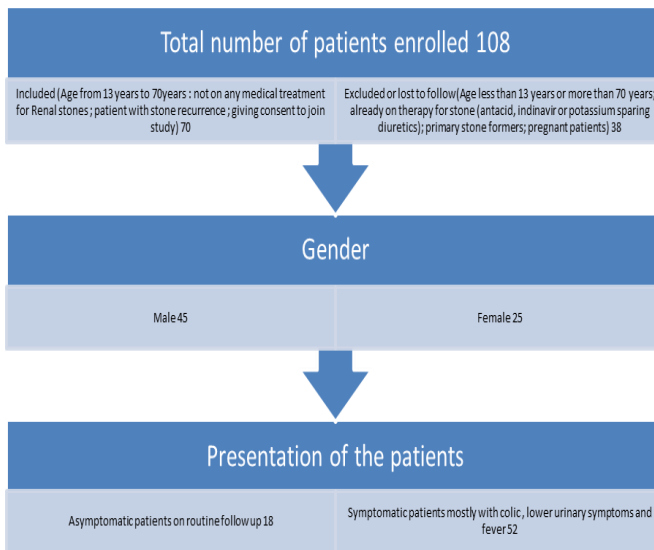 Total number of patients enrolled 108
Included (Age from 13 years to 70years : not on any medical treatment
for Renal stones ; patient with stone recurrence ; giving consent to join
study) 70
Excluded or lost to follow(Age less than 13 years or more than 70 years;
already on therapy for stone (antacid, indinavir or potassium sparing
diuretics); primary stone formers; pregnant patients) 38
Gender
Male 45
Female 25
Presentation of the patients
Asymptomatic patients on routine follow up 18
Symptomatic patients mostly with colic , lower urinary symptoms and
fever 52